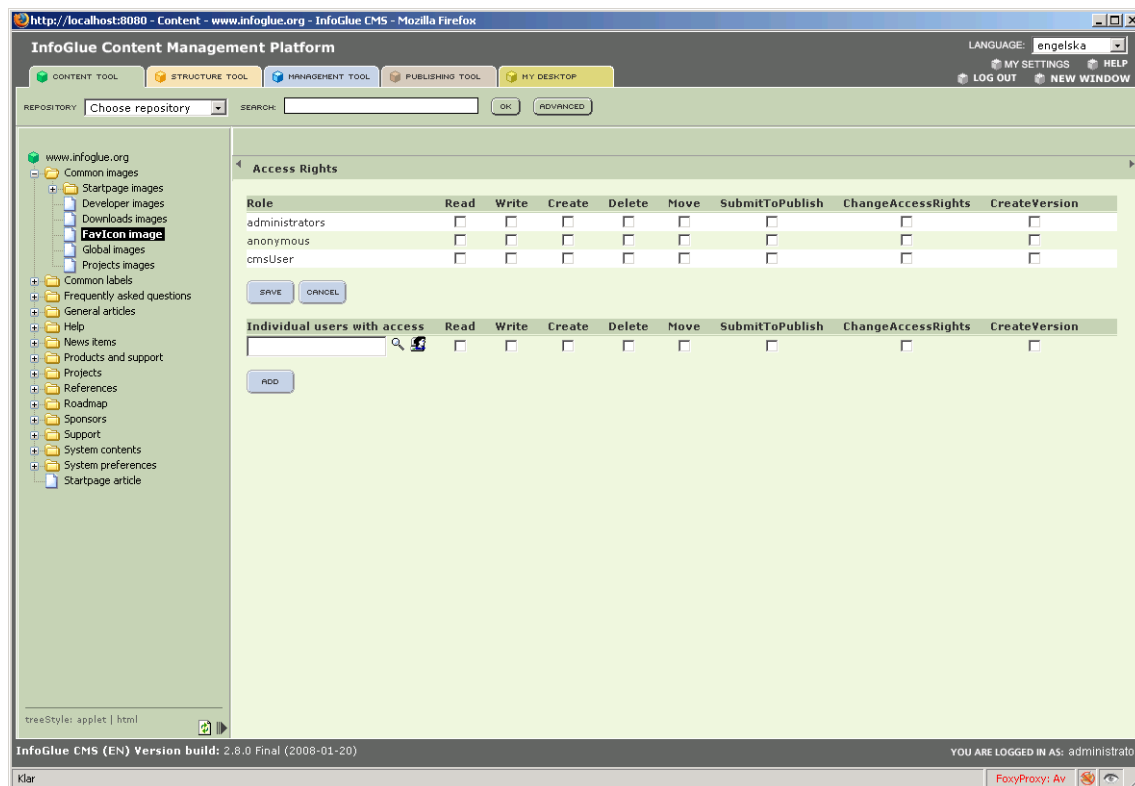 http://localhost:8080 - Content - www.infoglue.org - InfoGlue CMS - Mozilla Firefox
InfoGlue Content Management Platform
LANGUAGE: engelska
MY SETTINGS HELP
LOG OUT NEW WINDOW
CONTENT TOOL STRUCTURE TOOL MANAGEMENT TOOL PUBLISHING TOOL MY DESKTOP
REPOSITORY Choose repository SEARCH: OK ADVANCED
www.infoglue.org
Common images
Startpage images
Developer images
Downloads images
FavIcon image
Global images
Projects images
Common labels
Frequently asked questions
General articles
Help
News items
Products and support
Projects
References
Roadmap
Sponsors
Support
System contents
System preferences
Startpage article
treeStyle: applet | html
Access Rights
Role Read Write Create Delete Move SubmitToPublish ChangeAccessRights CreateVersion
administrators
anonymous
cmsUser
SAVE CANCEL
Individual users with access Read Write Create Delete Move SubmitToPublish ChangeAccessRights CreateVersion
ADD
InfoGlue CMS (EN) Version build: 2.8.0 Final (2008-01-20) YOU ARE LOGGED IN AS: administrato
Klar FoxyProxy: Av